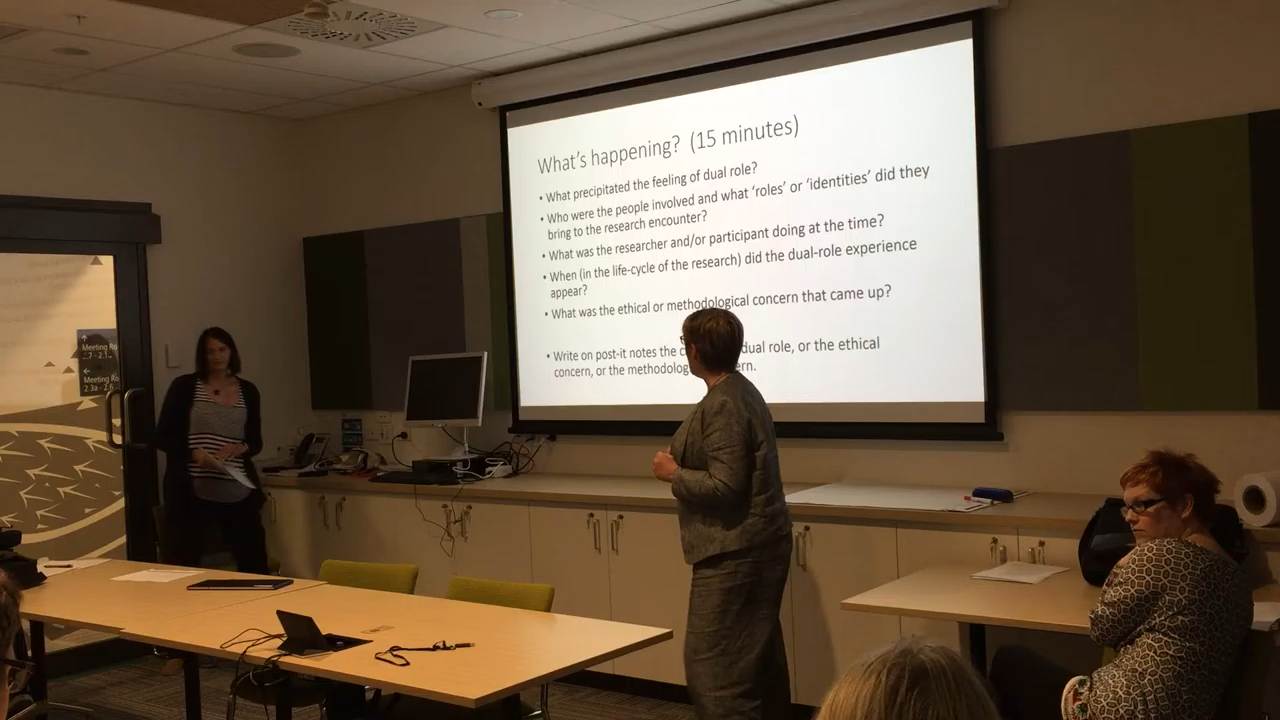 What's happening? (15 minutes)
• What precipitated the feeling of dual role?
• Who were the people involved and what 'roles' or 'identities' did they
bring to the research encounter?
• What was the researcher and/or participant doing at the time?
• When (in the life-cycle of the research) did the dual-role experience
appear?
• What was the ethical or methodological concern that came up?
• Write on post-it notes the dual role, or the ethical
concern, or the
Meeting Ro
Meeting Ro
2.3a - 2.6